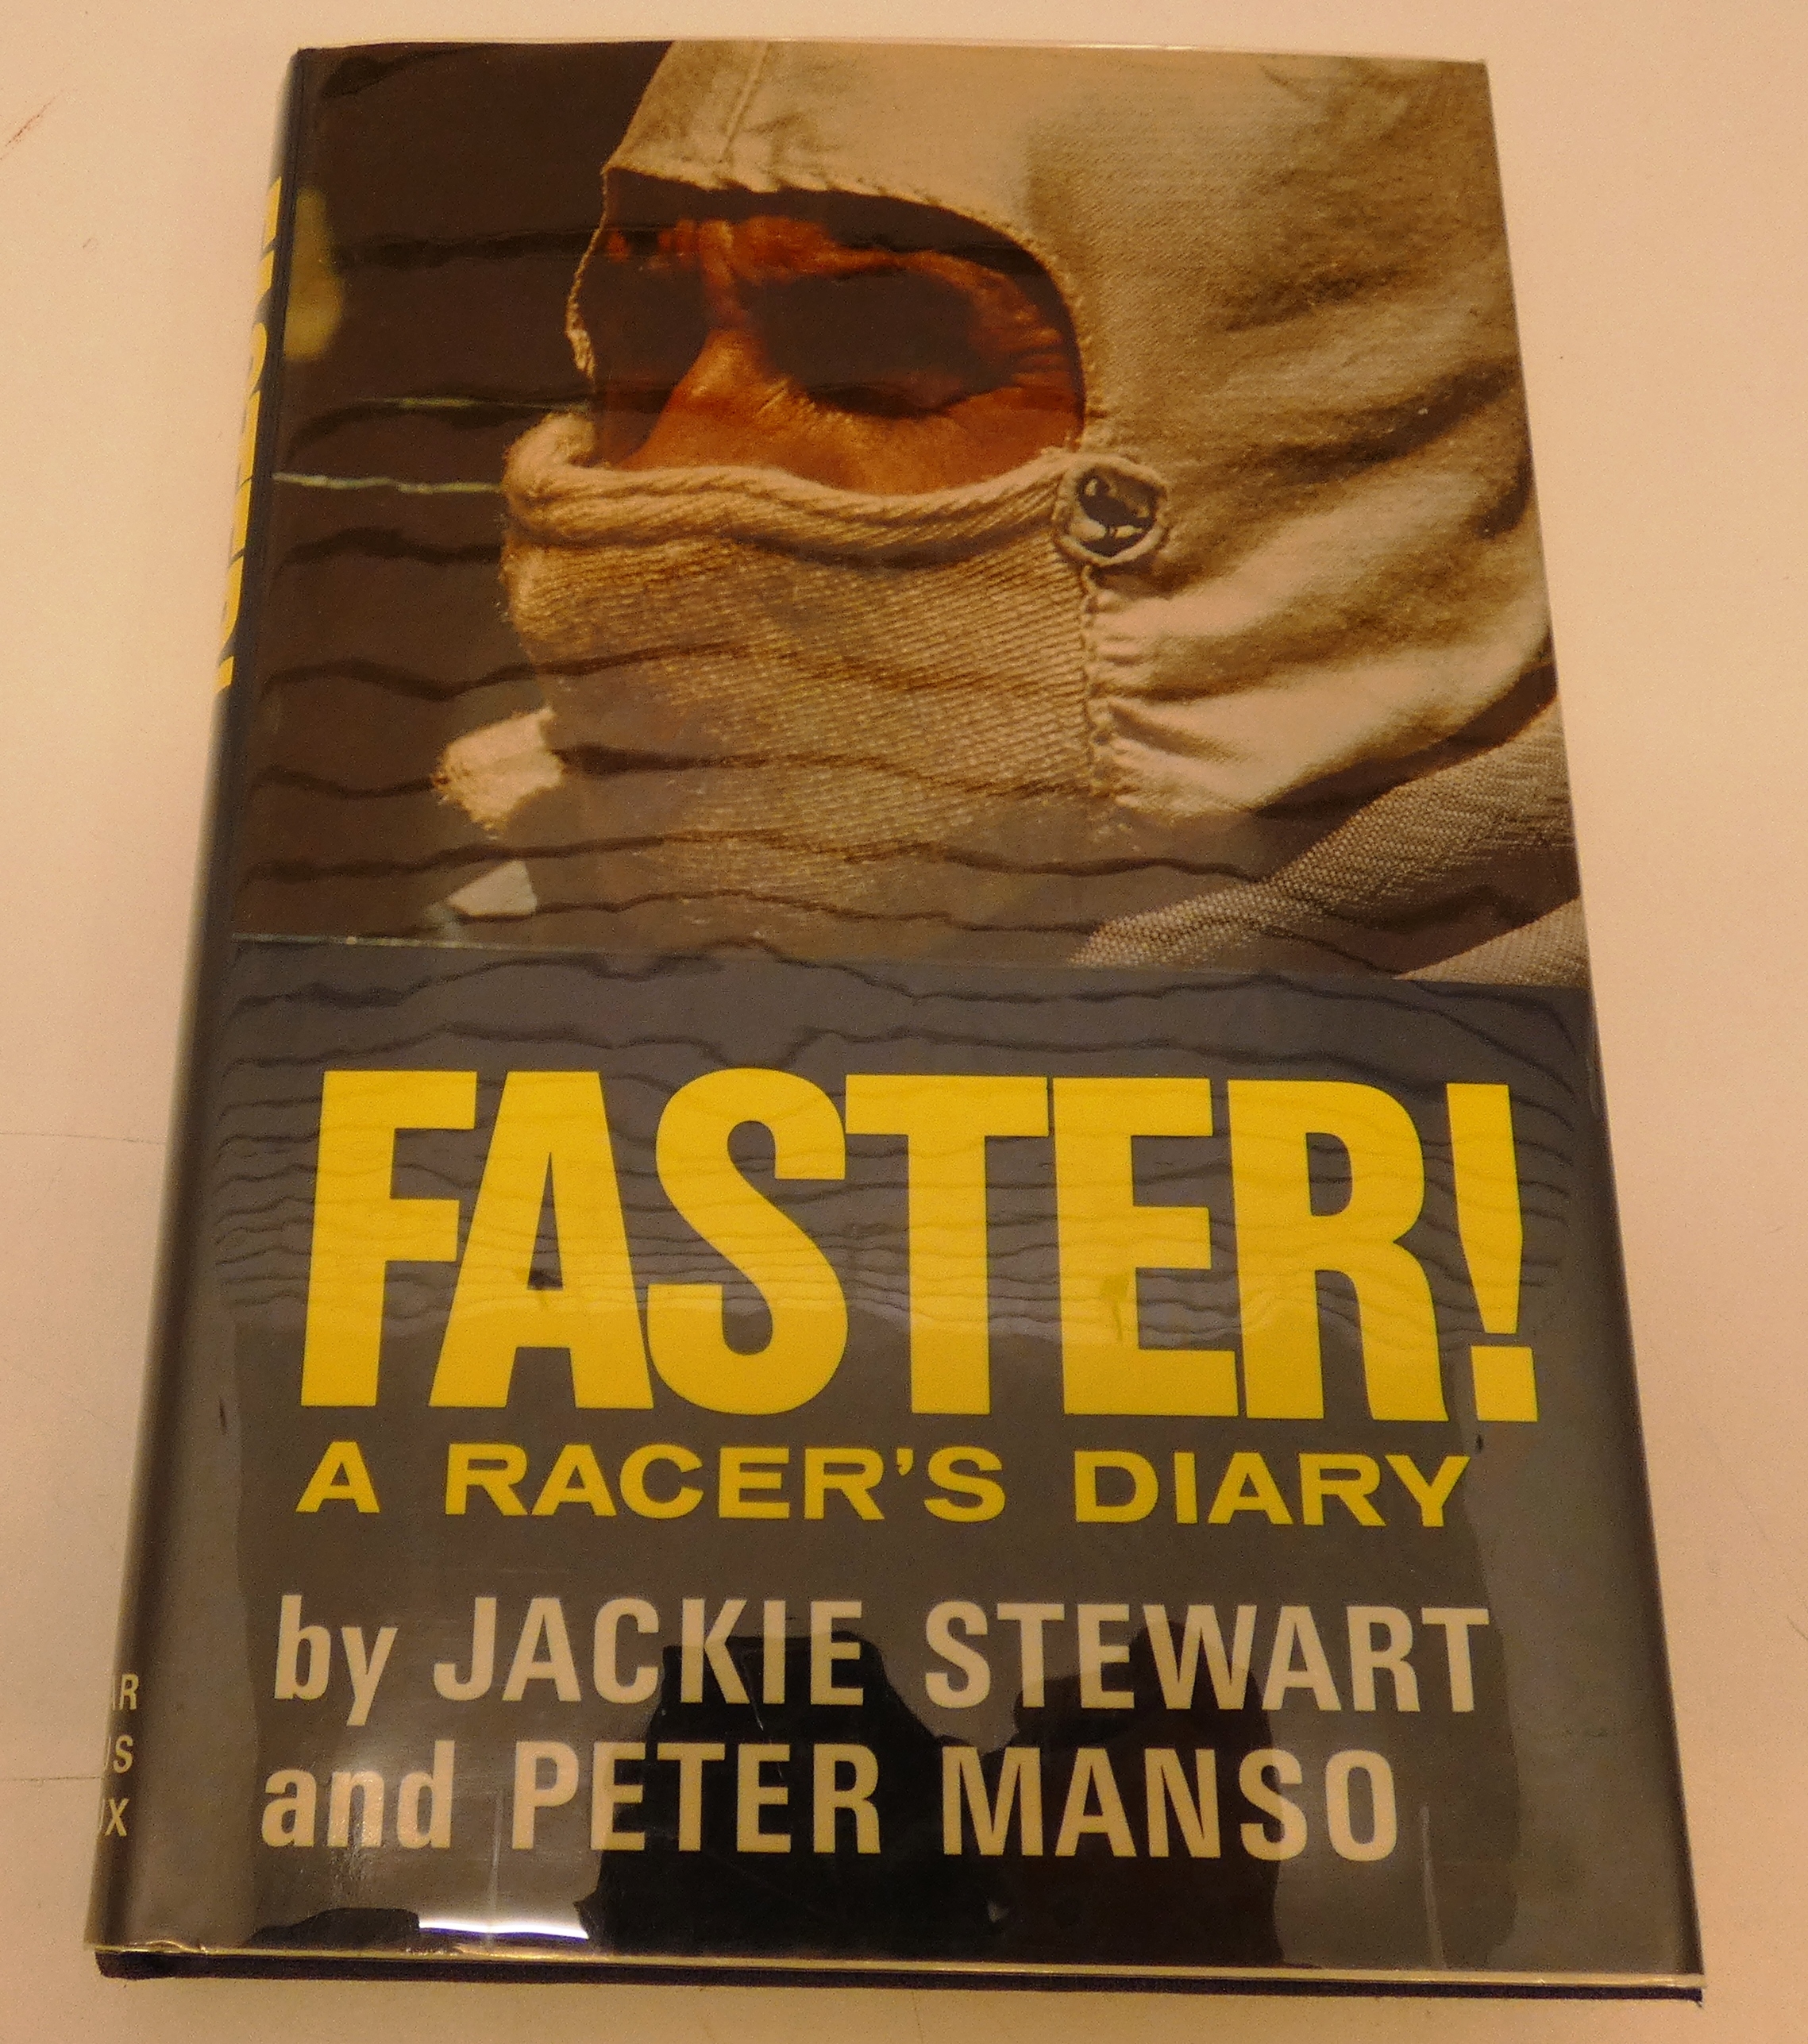 FASTER!
A RACER'S DIARY
by JACKIE STEWART
and PETER MANSO